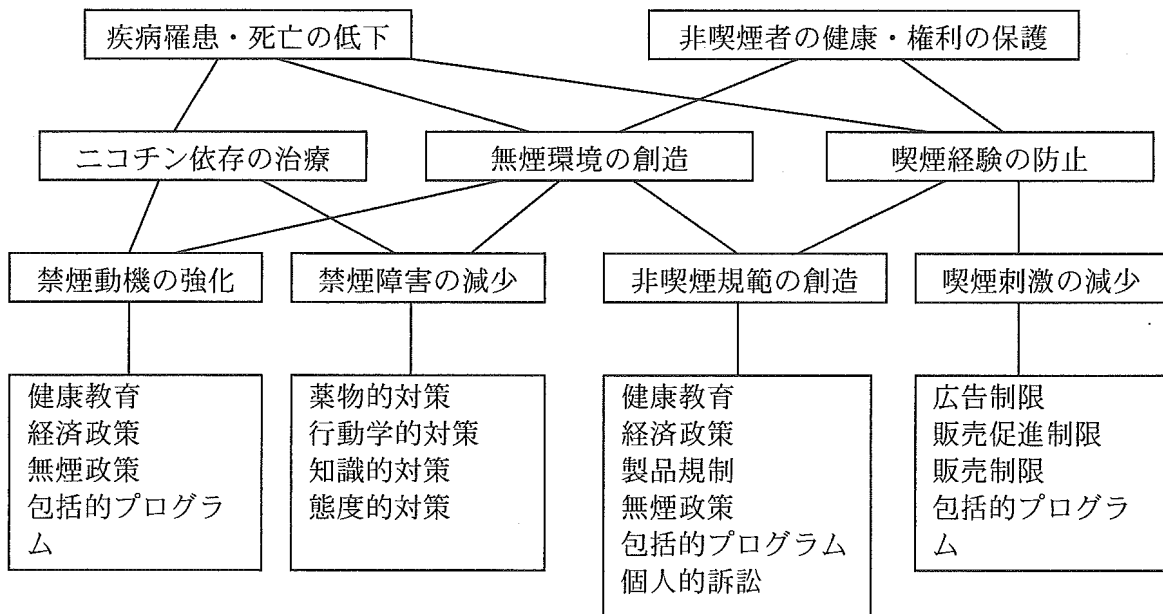 疾病罹患・死亡の低下
非喫煙者の健康・権利の保護
ニコチン依存の治療
無煙環境の創造
喫煙経験の防止
禁煙動機の強化
禁煙障害の減少
非喫煙規範の創造
喫煙刺激の減少
健康教育
経済政策
無煙政策
包括的プログラ
ム
薬物的対策
行動学的対策
知識的対策
態度的対策
健康教育
経済政策
製品規制
無煙政策
包括的プログラム
個人的訴訟
広告制限
販売促進制限
販売制限
包括的プログラ
ム